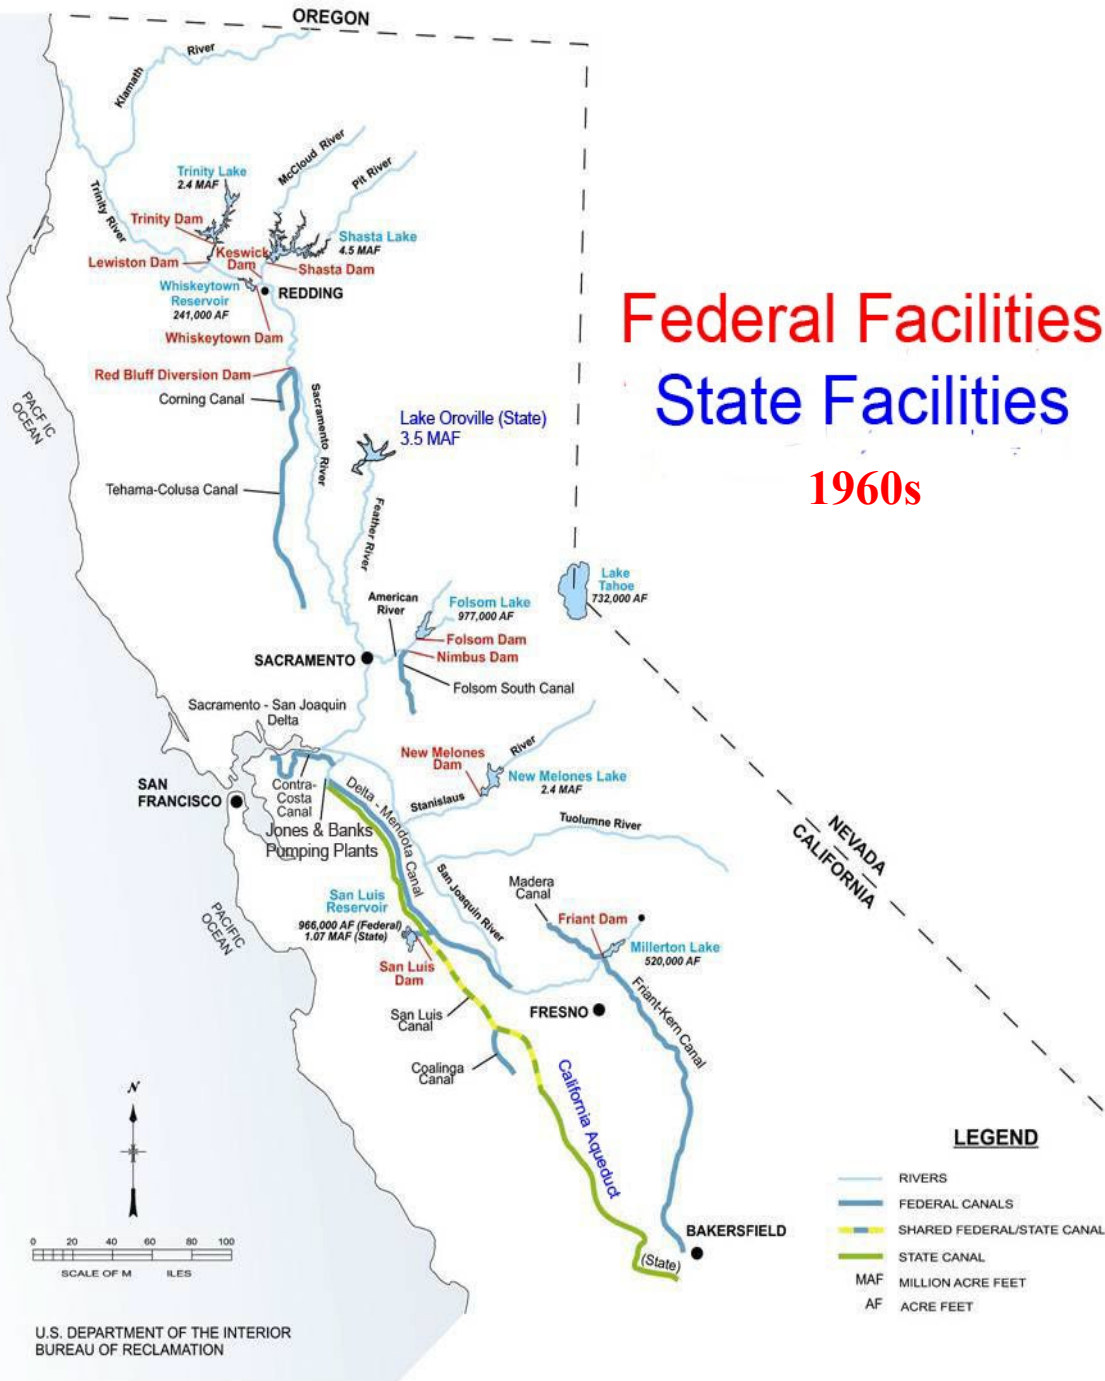 OREGON
River
Klamath
McCloud River
Pit River
Trinity Lake
2.4 MAF
Trinity River
Trinity Dam
Shasta Lake
4.5 MAF
Keswick
Dam
Lewiston Dam
Shasta Dam
Whiskeytown
Reservoir
241,000 AF
REDDING
Whiskeytown Dam
Federal Facilities
State Facilities
1960s
Red Bluff Diversion Dam
Corning Canal
Sacramento River
PACFIC
OCEAN
Lake Oroville (State)
3.5 MAF
Tehama-Colusa Canal
Feather River
Lake
Tahoe
732,000 AF
American
River
Folsom Lake
977,000 AF
Folsom Dam
SACRAMENTO
Nimbus Dam
Folsom South Canal
Sacramento - San Joaquin
Delta
New Melones
Dam
River
New Melones Lake
2.4 MAF
Stanislaus
SAN
FRANCISCO
Contra-
Costa
Canal
Delta - Mendota Canal
Jones & Banks
Pumping Plants
Tuolumne River
NEVADA
CALIFORNIA
San Joaquin River
Madera
Canal
San Luis
Reservoir
966,000 AF (Federal)
1.07 MAF (State)
Friant Dam
Millerton Lake
520,000 AF
PACIFIC
OCEAN
San Luis
Dam
San Luis
Canal
FRESNO
Friant-Kern Canal
Coalinga
Canal
California Aqueduct
N
LEGEND
RIVERS
FEDERAL CANALS
SHARED FEDERAL/STATE CANAL
STATE CANAL
MAF MILLION ACRE FEET
AF ACRE FEET
BAKERSFIELD
(State)
0 20 40 60 80 100
SCALE OF M ILES
U.S. DEPARTMENT OF THE INTERIOR
BUREAU OF RECLAMATION